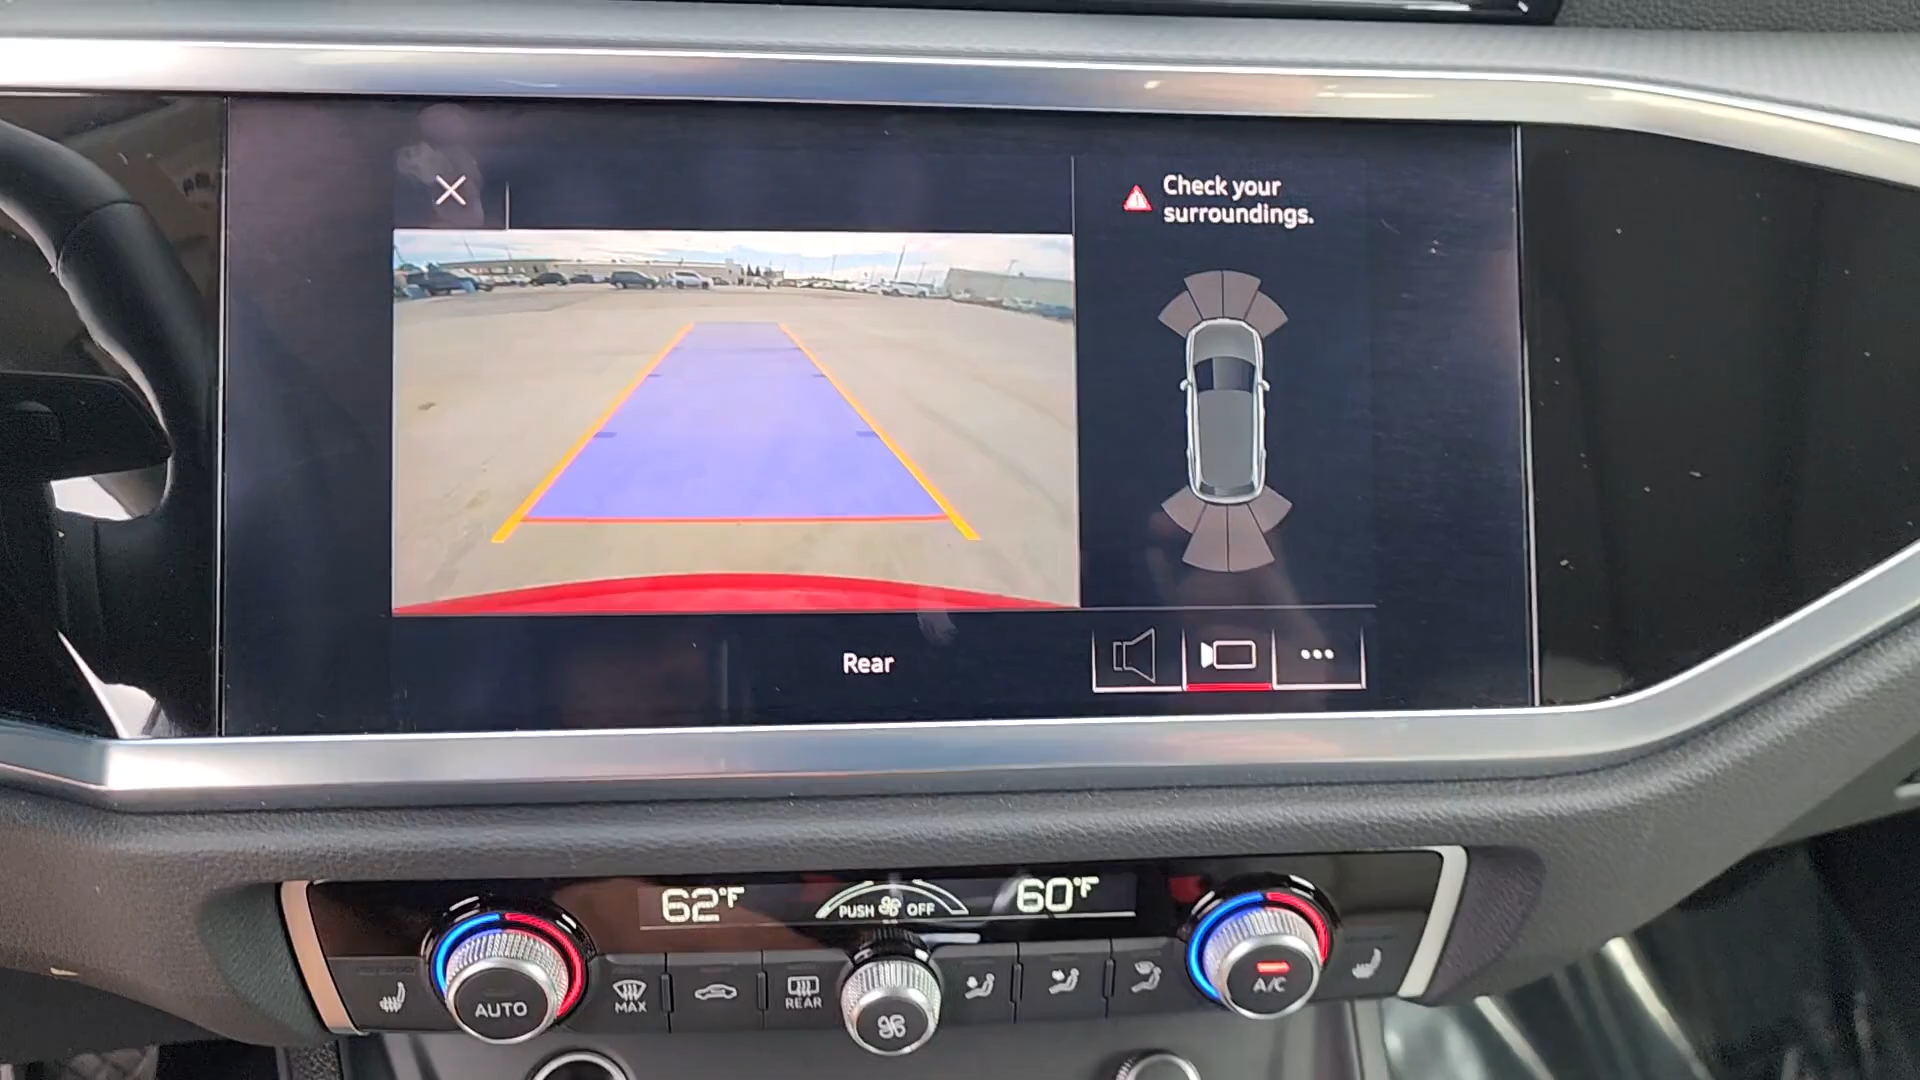 Check your
surroundings.
Rear
62°F
PUSH OFF
60°F
AUTO
MAX
REAR
A/C